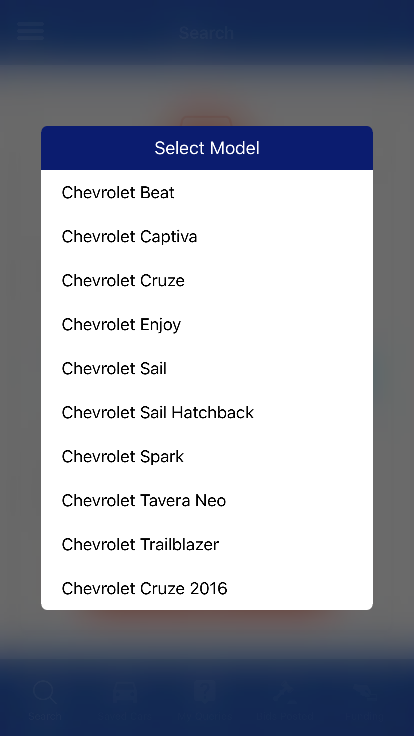 Search
Select Model
Chevrolet Beat
Chevrolet Captiva
Chevrolet Cruze
Chevrolet Enjoy
Chevrolet Sail
Chevrolet Sail Hatchback
Chevrolet Spark
Chevrolet Tavera Neo
Chevrolet Trailblazer
Chevrolet Cruze 2016